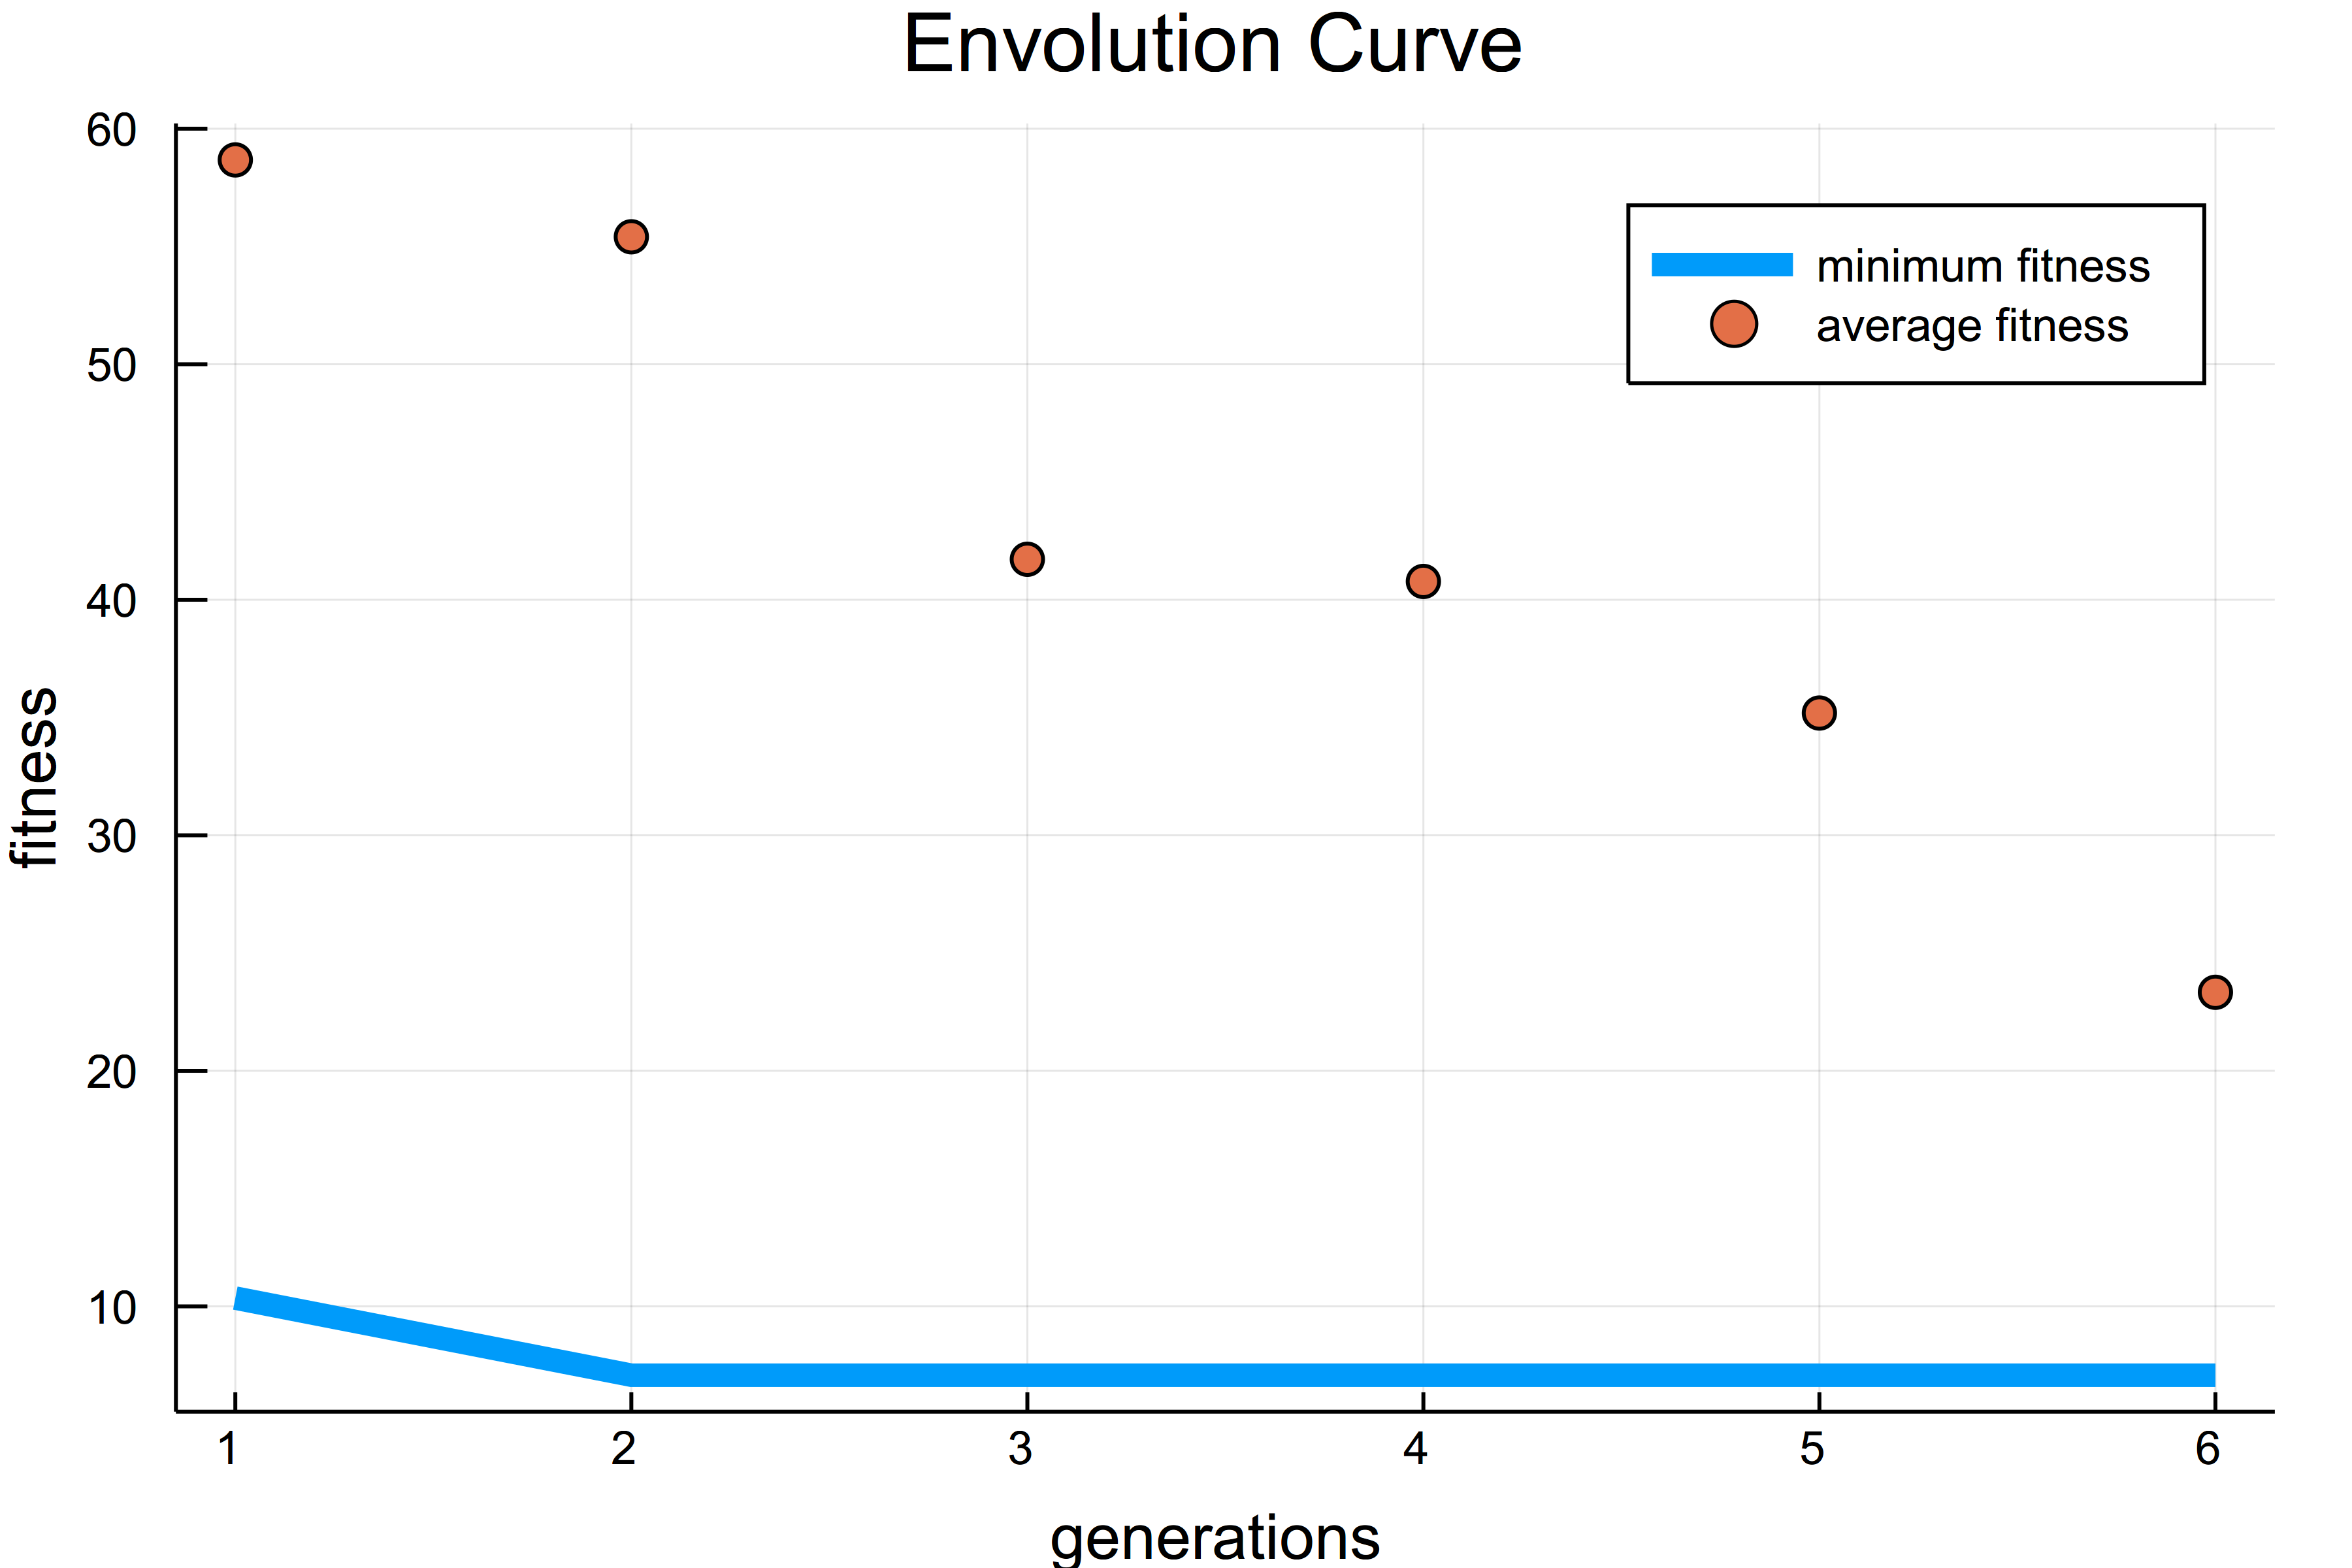 Envolution Curve
60
50
40
30
20
10
fitness
minimum fitness
average fitness
1 2 3 4 5 6
generations